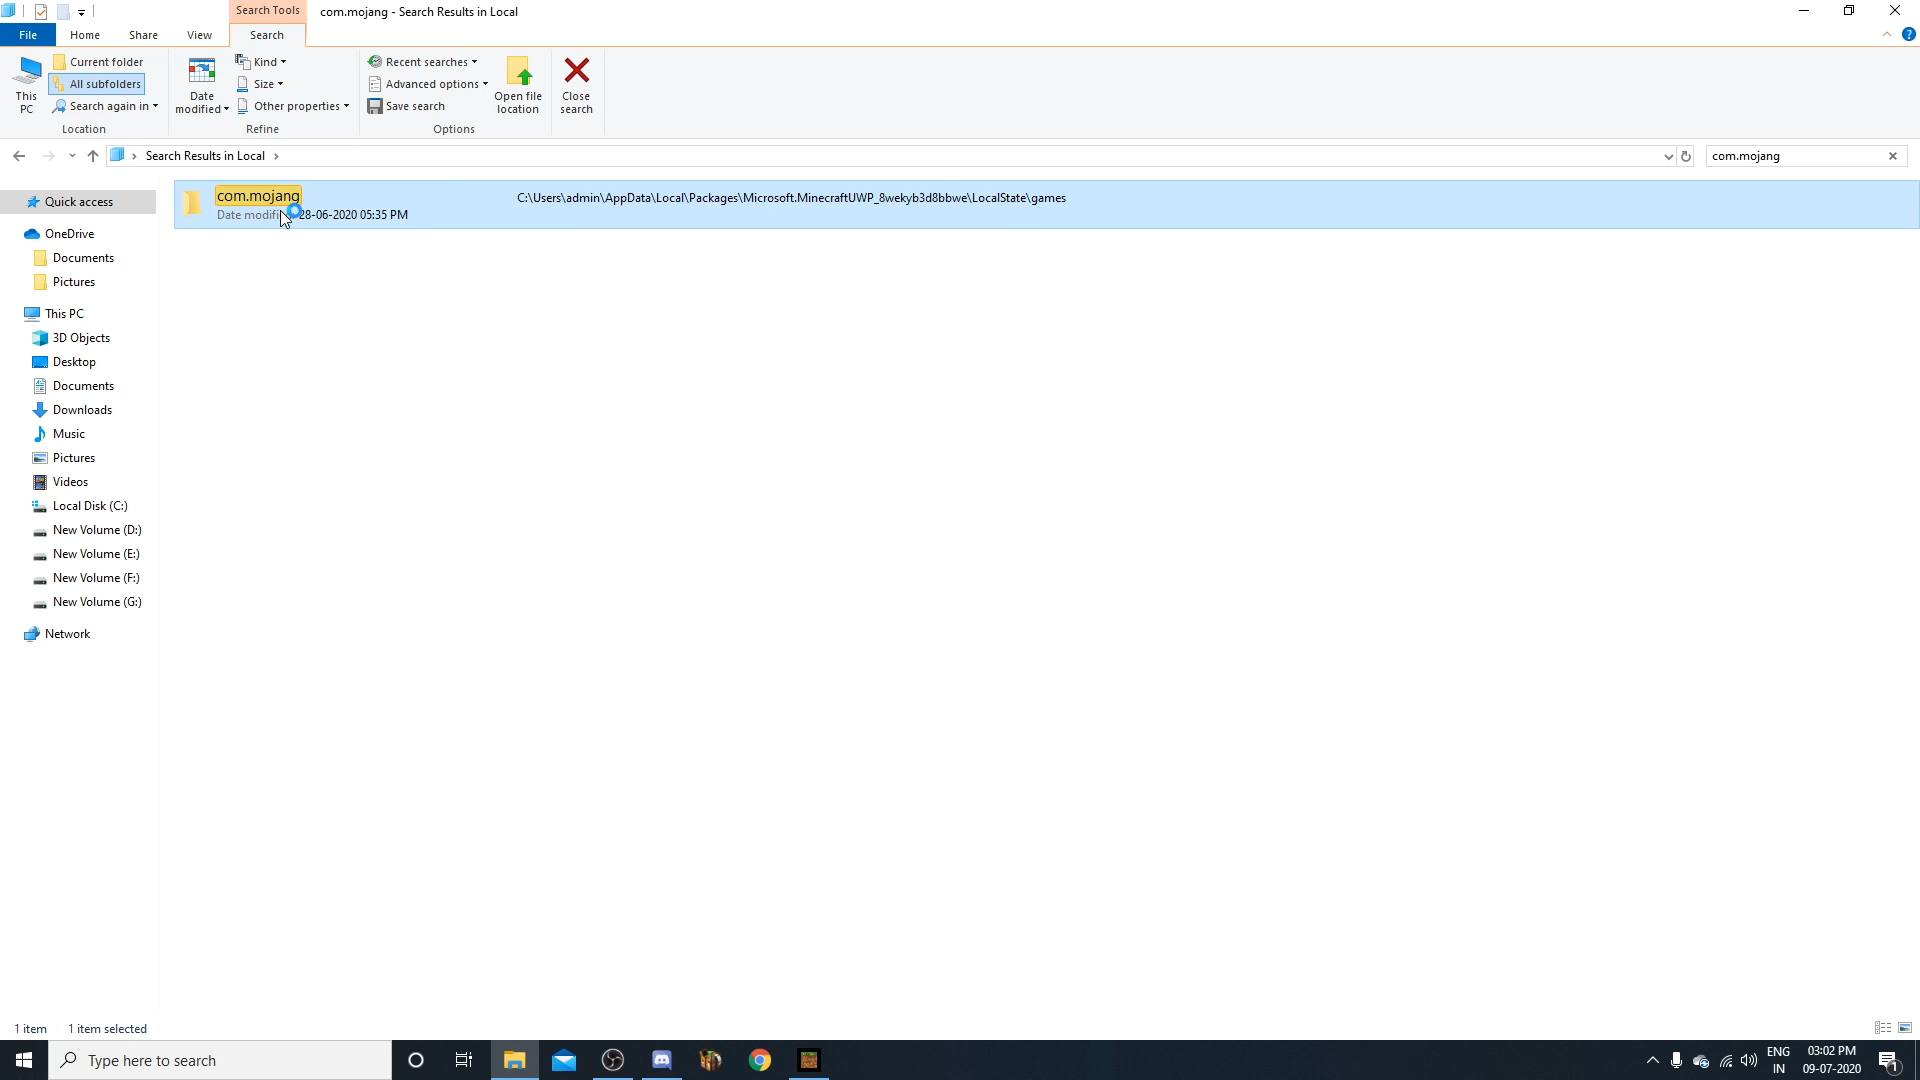 Search Tools
com.mojang - Search Results in Local
File
Home
Share
View
Search
This
PC
Current folder
All subfolders
Search again in
Location
Date
modified
Kind
Size
Other properties
Refine
Recent searches
Advanced options
Save search
Options
Open file
location
Close
search
Search Results in Local
com.mojang
Quick access
OneDrive
Documents
Pictures
This PC
3D Objects
Desktop
Documents
Downloads
Music
Pictures
Videos
Local Disk (C:)
New Volume (D:)
New Volume (E:)
New Volume (F:)
New Volume (G:)
Network
com.mojang
Date modifi 28-06-2020 05:35 PM
C:\Users\admin\AppData\Local\Packages\Microsoft.MinecraftUWP_8wekyb3d8bbwe\LocalState\games
1 item
1 item selected
Type here to search
ENG
IN
03:02 PM
09-07-2020
1